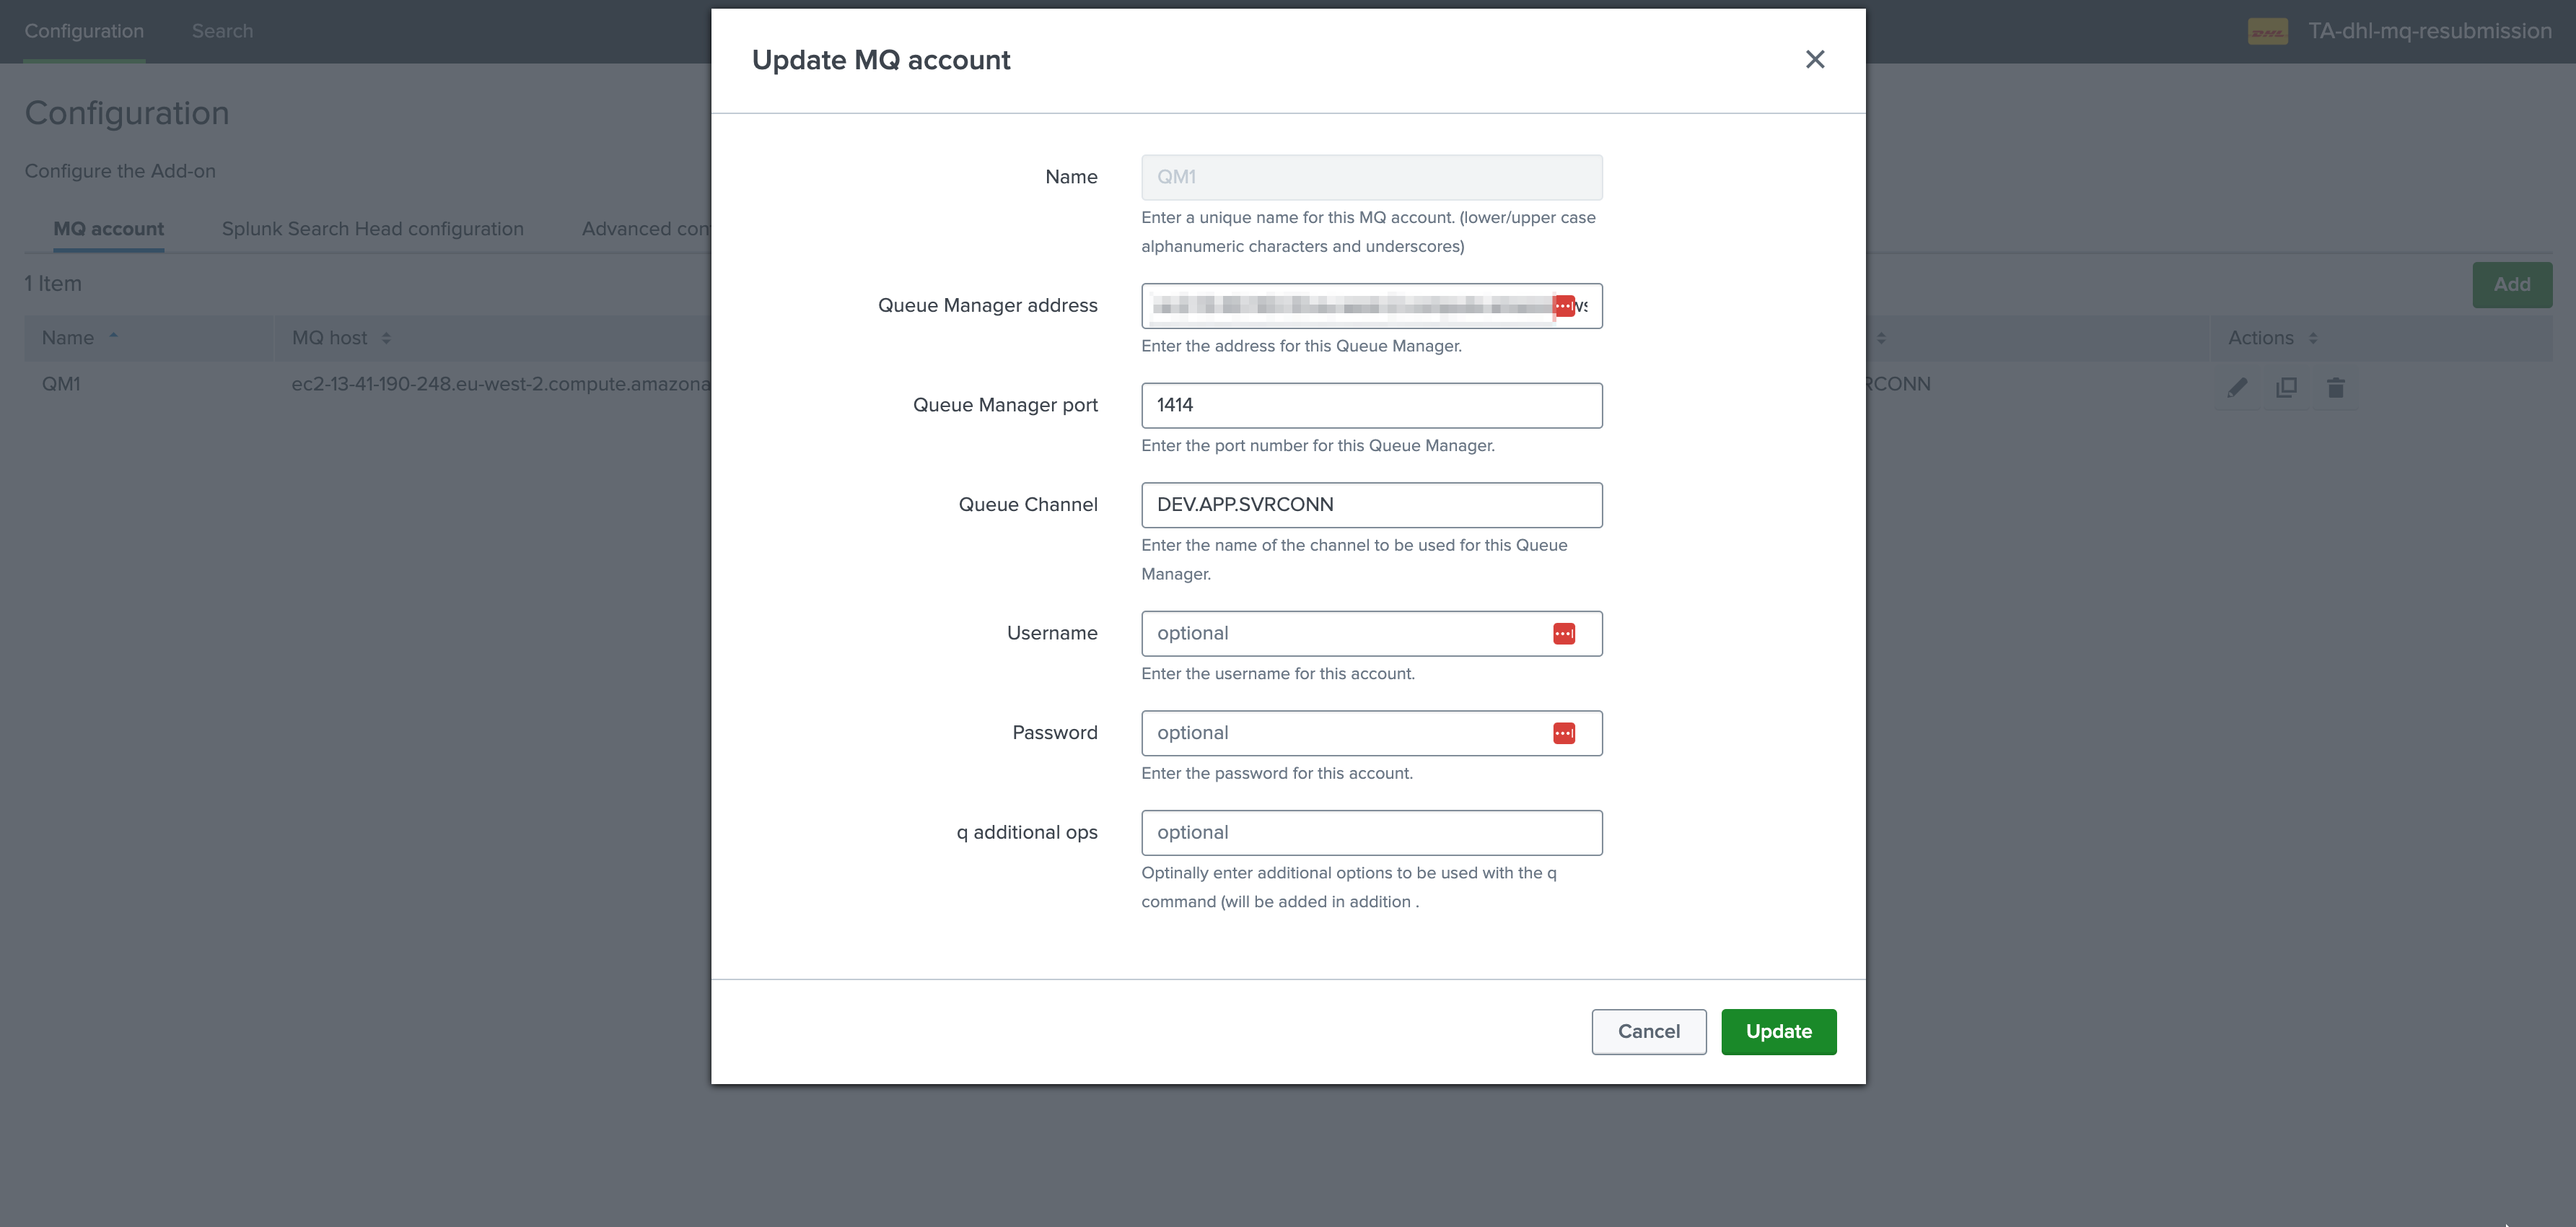 Configuration Search
TA-dhl-mq-resubmission
Configuration
Configure the Add-on
MQ account Splunk Search Head configuration Advanced con
1 Item
Add
Name MQ host Actions
QM1 ec2-13-41-190-248.eu-west-2.compute.amazona RCONN
Update MQ account
Name QM1
Enter a unique name for this MQ account. (lower/upper case
alphanumeric characters and underscores)
Queue Manager address
Enter the address for this Queue Manager.
Queue Manager port 1414
Enter the port number for this Queue Manager.
Queue Channel DEV.APP.SVRCONN
Enter the name of the channel to be used for this Queue
Manager.
Username optional
Enter the username for this account.
Password optional
Enter the password for this account.
q additional ops optional
Optinally enter additional options to be used with the q
command (will be added in addition .
Cancel Update